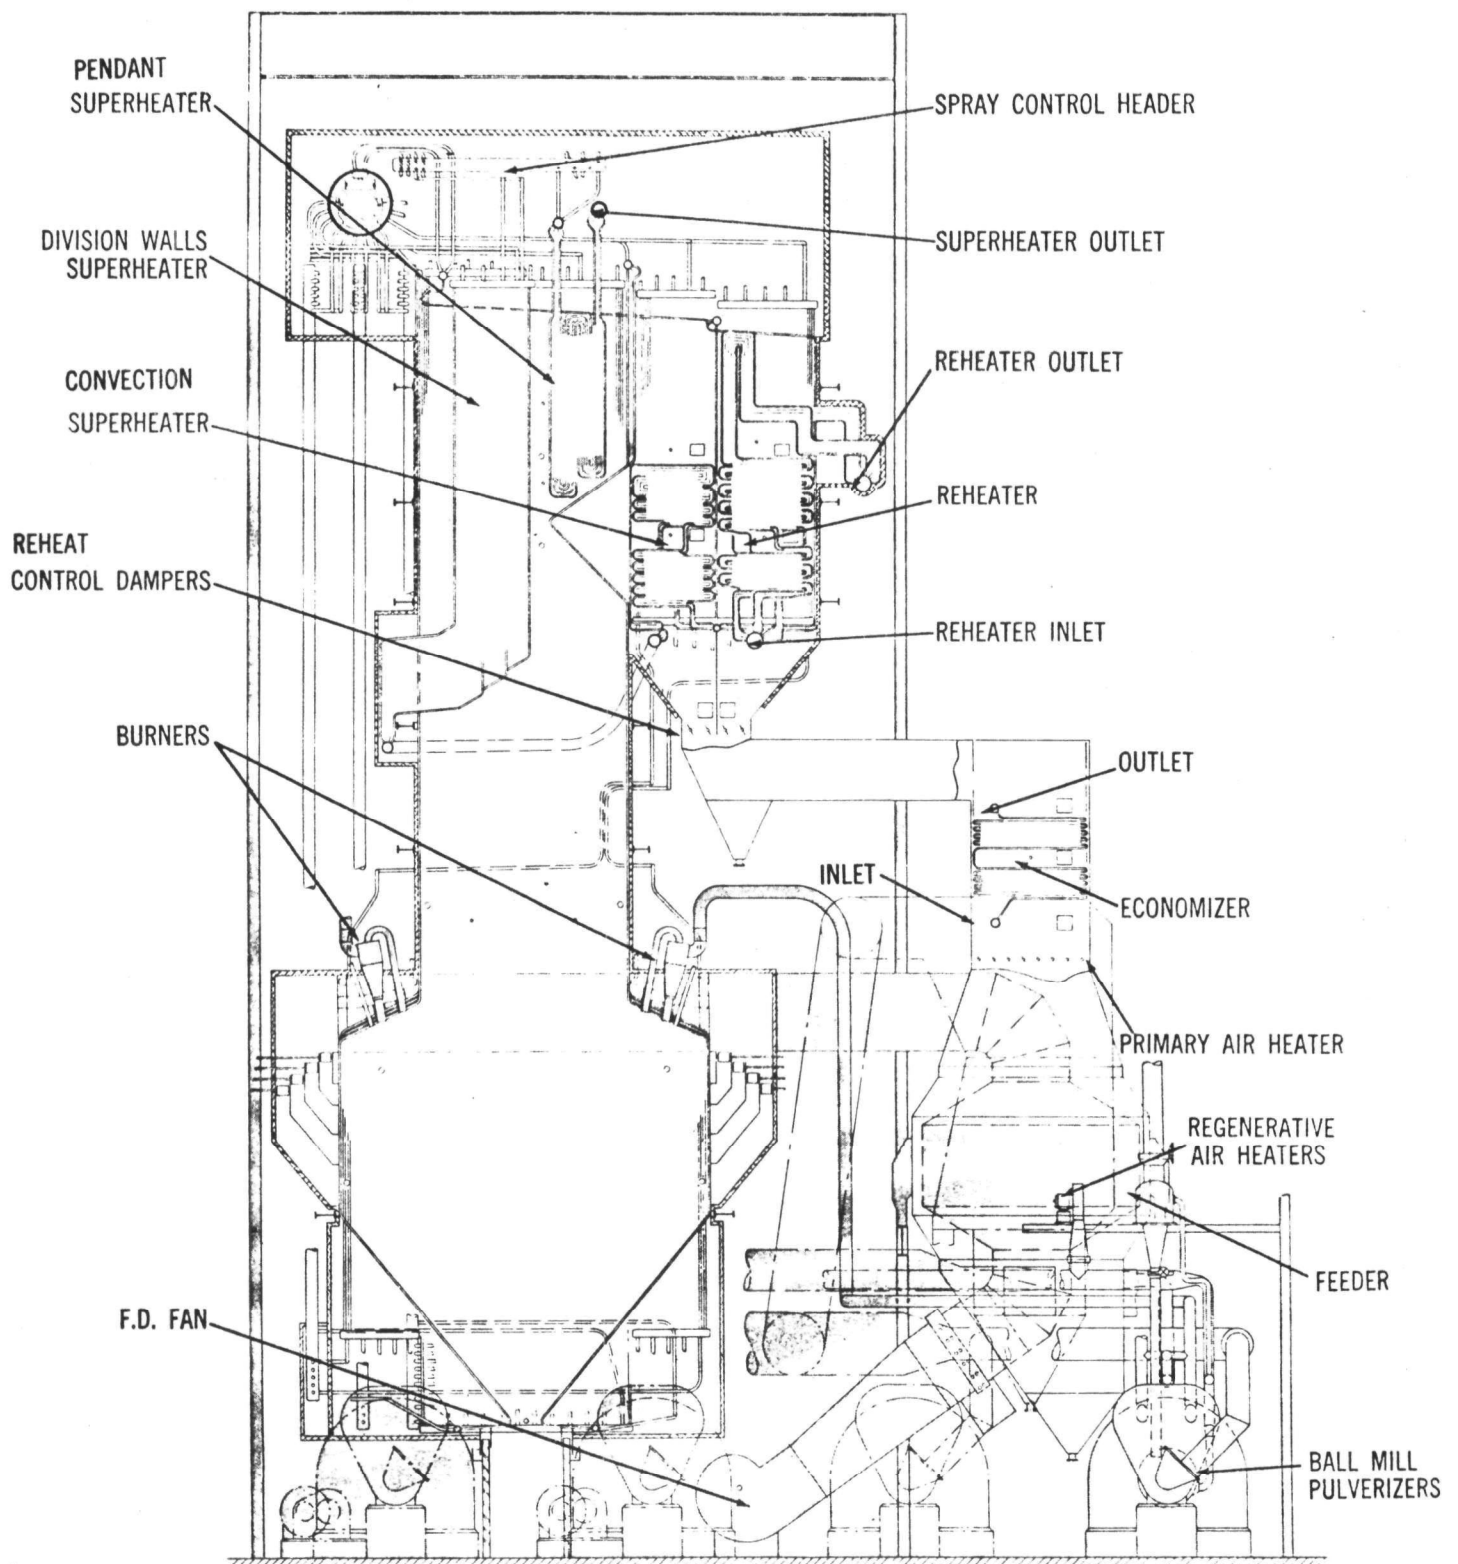 PENDANT
SUPERHEATER
SPRAY CONTROL HEADER
DIVISION WALLS
SUPERHEATER
SUPERHEATER OUTLET
CONVECTION
SUPERHEATER
REHEATER OUTLET
REHEATER
REHEAT
CONTROL DAMPERS
REHEATER INLET
BURNERS
OUTLET
INLET
ECONOMIZER
PRIMARY AIR HEATER
REGENERATIVE
AIR HEATERS
FEEDER
F.D. FAN
BALL MILL
PULVERIZERS